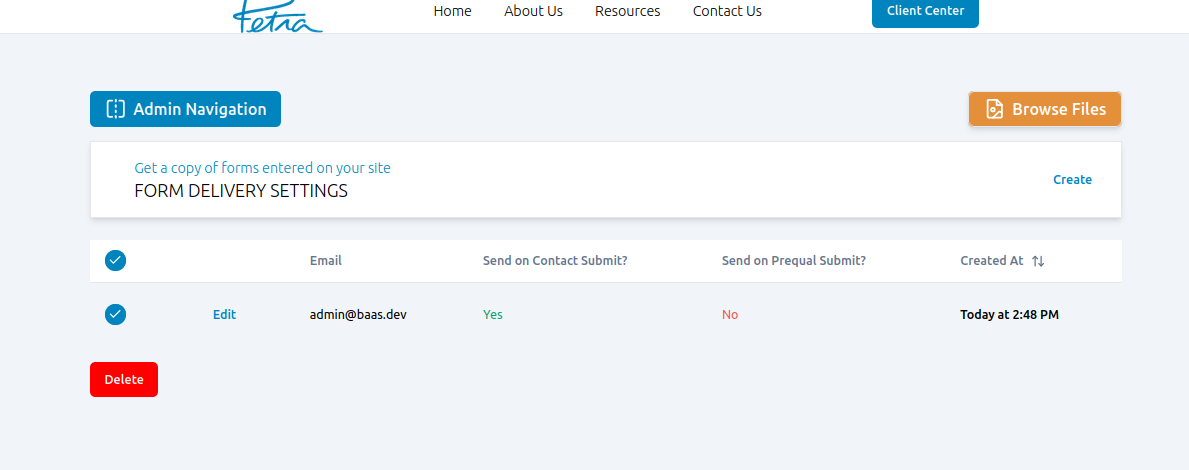 Petra
Home About Us Resources Contact Us Client Center
Admin Navigation Browse Files
Get a copy of forms entered on your site
FORM DELIVERY SETTINGS
Create
Email Send on Contact Submit? Send on Prequal Submit? Created At
Edit admin@baas.dev Yes No Today at 2:48 PM
Delete